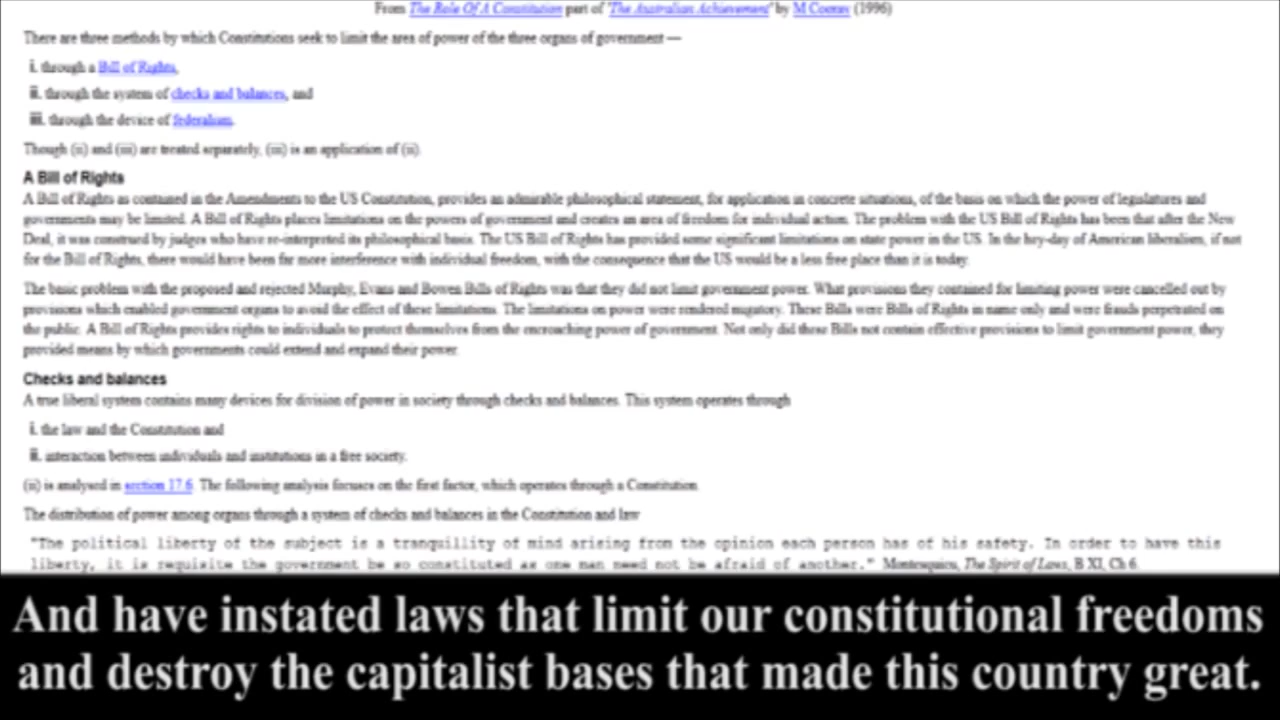 From The Role Of A Constitution part of 'The Australian Achievement' by M Cooray (1996)
There are three methods by which Constitutions seek to limit the area of power of the three organs of government —
i. through a Bill of Rights,
ii. through the system of checks and balances, and
iii. through the device of federalism.
Though (ii) and (iii) are treated separately, (iii) is an application of (ii).
A Bill of Rights
A Bill of Rights as contained in the Amendments to the US Constitution, provides an admirable philosophical statement, for application in concrete situations, of the basis on which the power of legislatures and
governments may be limited. A Bill of Rights places limitations on the powers of government and creates an area of freedom for individual action. The problem with the US Bill of Rights has been that after the New
Deal, it was construed by judges who have re-interpreted its philosophical basis. The US Bill of Rights has provided some significant limitations on state power in the US. In the hey-day of American liberalism, if not
for the Bill of Rights, there would have been far more interference with individual freedom, with the consequence that the US would be a less free place than it is today.
The basic problem with the proposed and rejected Murphy, Evans and Bowen Bills of Rights was that they did not limit government power. What provisions they contained for limiting power were cancelled out by
provisions which enabled government organs to avoid the effect of these limitations. The limitations on power were rendered nugatory. These Bills were Bills of Rights in name only and were frauds perpetrated on
the public. A Bill of Rights provides rights to individuals to protect themselves from the encroaching power of government. Not only did these Bills not contain effective provisions to limit government power, they
provided means by which governments could extend and expand their power.
Checks and balances
A true liberal system contains many devices for division of power in society through checks and balances. This system operates through
i. the law and the Constitution and
ii. interaction between individuals and institutions in a free society.
(ii) is analysed in section 17.6. The following analysis focuses on the first factor, which operates through a Constitution.
The distribution of power among organs through a system of checks and balances in the Constitution and law
"The political liberty of the subject is a tranquillity of mind arising from the opinion each person has of his safety. In order to have this
liberty, it is requisite the government be so constituted as one man need not be afraid of another." Montesquieu, The Spirit of Laws, B XI, Ch 6.
And have instated laws that limit our constitutional freedoms
and destroy the capitalist bases that made this country great.